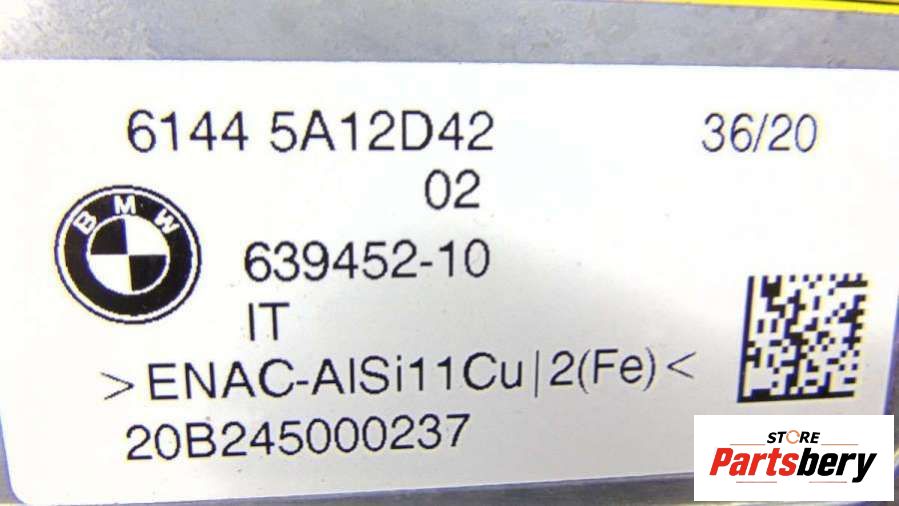 6144 5A12D42 36/20
02
BMW
639452-10
IT
>ENAC-AlSi11Cu|2(Fe)<
20B245000237
STORE
Partsbery